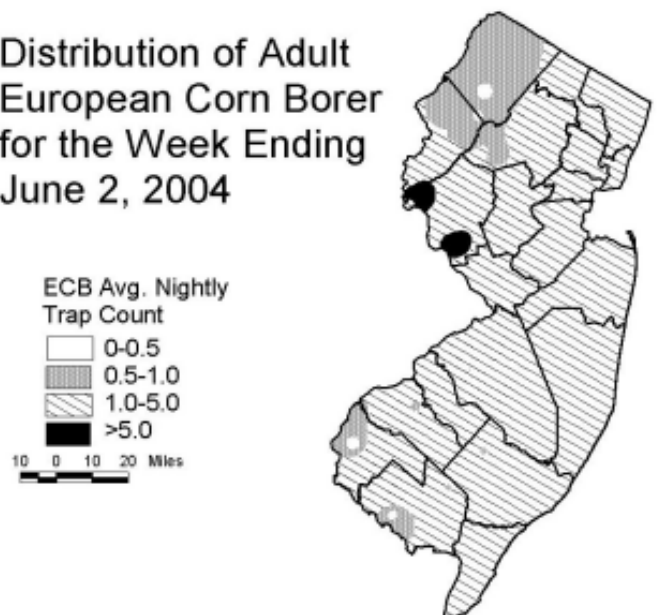 Distribution of Adult
European Corn Borer
for the Week Ending
June 2, 2004
ECB Avg. Nightly
Trap Count
0-0.5
0.5-1.0
1.0-5.0
>5.0
10 0 10 20 Miles